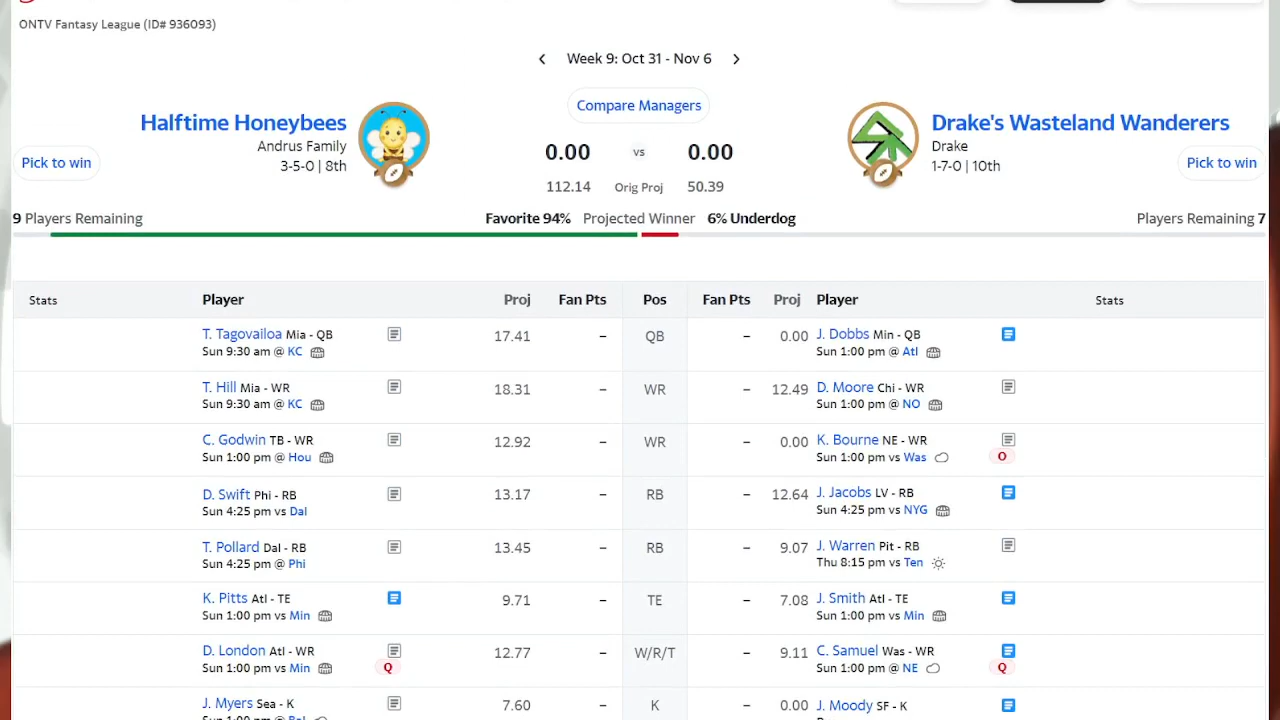 ONTV Fantasy League (ID# 936093)
Week 9: Oct 31 - Nov 6
Compare Managers
Halftime Honeybees
Andrus Family
3-5-0 | 8th
Pick to win
0.00 vs 0.00
112.14 Orig Proj 50.39
Drake's Wasteland Wanderers
Drake
1-7-0 | 10th
Pick to win
9 Players Remaining
Favorite 94% Projected Winner 6% Underdog
Players Remaining 7
Stats Player Proj Fan Pts Pos Fan Pts Proj Player Stats
T. Tagovailoa Mia - QB 17.41 – QB – 0.00 J. Dobbs Min - QB
Sun 9:30 am @ KC Sun 1:00 pm @ Atl
T. Hill Mia - WR 18.31 – WR – 12.49 D. Moore Chi - WR
Sun 9:30 am @ KC Sun 1:00 pm @ NO
C. Godwin TB - WR 12.92 – WR – 0.00 K. Bourne NE - WR
Sun 1:00 pm @ Hou Sun 1:00 pm vs Was O
D. Swift Phi - RB 13.17 – RB – 12.64 J. Jacobs LV - RB
Sun 4:25 pm vs Dal Sun 4:25 pm vs NYG
T. Pollard Dal - RB 13.45 – RB – 9.07 J. Warren Pit - RB
Sun 4:25 pm @ Phi Thu 8:15 pm vs Ten
K. Pitts Atl - TE 9.71 – TE – 7.08 J. Smith Atl - TE
Sun 1:00 pm vs Min Sun 1:00 pm vs Min
D. London Atl - WR 12.77 – W/R/T – 9.11 C. Samuel Was - WR
Sun 1:00 pm vs Min Q Sun 1:00 pm @ NE Q
J. Myers Sea - K 7.60 – K – 0.00 J. Moody SF - K